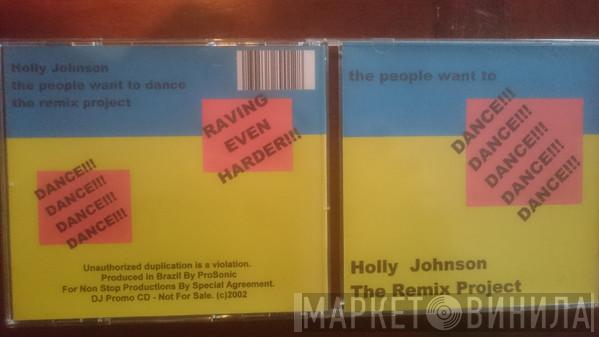 Holly Johnson
the people want to dance
the remix project
RAVING
EVEN
HARDER!!!
DANCE!!!
DANCE!!!
DANCE!!!
DANCE!!!
Unauthorized duplication is a violation.
Produced in Brazil By ProSonic
For Non Stop Productions By Special Agreement.
DJ Promo CD - Not For Sale. (c)2002
the people want to
DANCE!!!
DANCE!!!
DANCE!!!
DANCE!!!
DANCE!!!
Holly Johnson
The Remix Project
МАРКЕТ ВИНИЛА